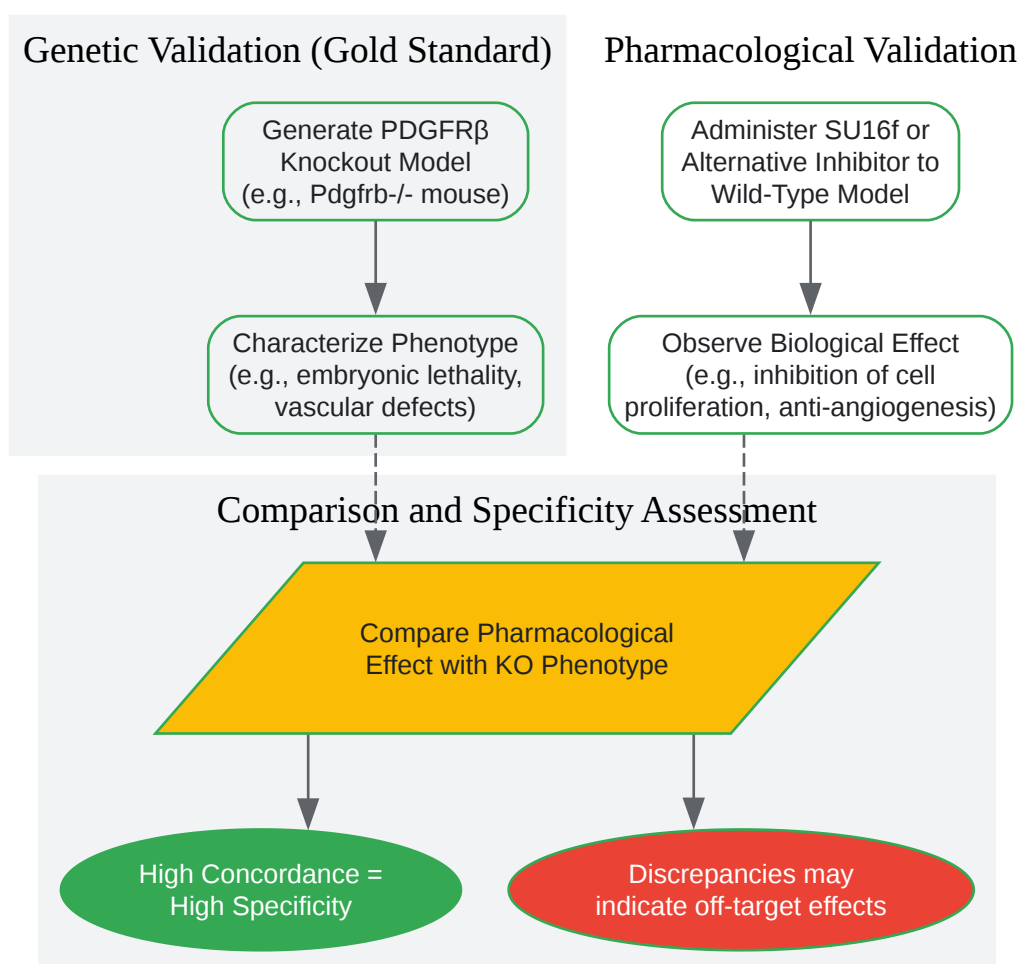 Genetic Validation (Gold Standard)
Generate PDGFRβ
Knockout Model
(e.g., Pdgfrb-/- mouse)
Characterize Phenotype
(e.g., embryonic lethality,
vascular defects)
Pharmacological Validation
Administer SU16f or
Alternative Inhibitor to
Wild-Type Model
Observe Biological Effect
(e.g., inhibition of cell
proliferation, anti-angiogenesis)
Comparison and Specificity Assessment
Compare Pharmacological
Effect with KO Phenotype
High Concordance =
High Specificity
Discrepancies may
indicate off-target effects